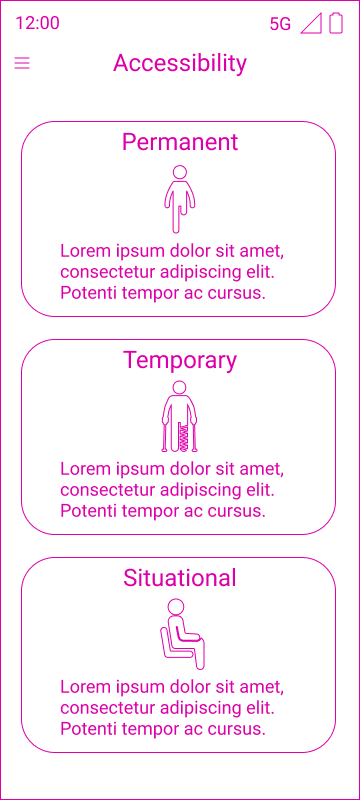 12:00 5G
Accessibility
Permanent
Lorem ipsum dolor sit amet,
consectetur adipiscing elit.
Potenti tempor ac cursus.
Temporary
Lorem ipsum dolor sit amet,
consectetur adipiscing elit.
Potenti tempor ac cursus.
Situational
Lorem ipsum dolor sit amet,
consectetur adipiscing elit.
Potenti tempor ac cursus.